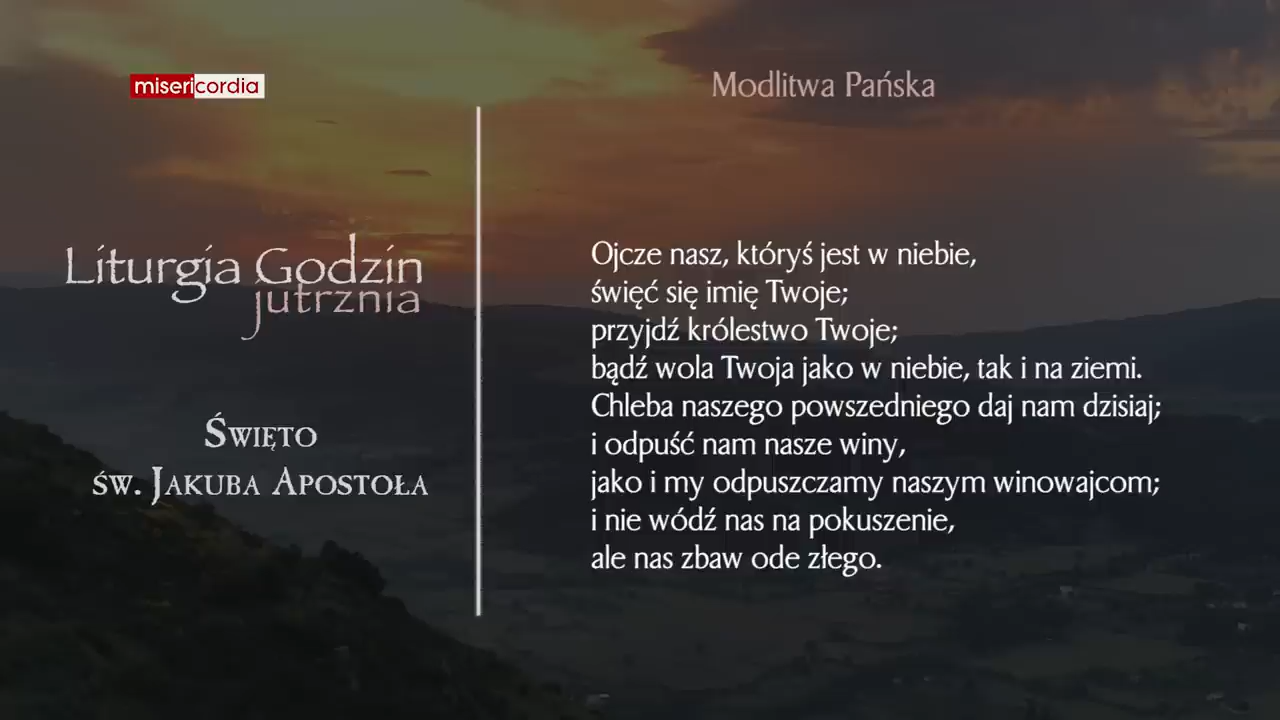 misericordia
Liturgia Godzin
jutrznia
Święto
św. Jakuba Apostoła
Modlitwa Pańska
Ojcze nasz, któryś jest w niebie,
święć się imię Twoje;
przyjdź królestwo Twoje;
bądź wola Twoja jako w niebie, tak i na ziemi.
Chleba naszego powszedniego daj nam dzisiaj;
i odpuść nam nasze winy,
jako i my odpuszczamy naszym winowajcom;
i nie wódź nas na pokuszenie,
ale nas zbaw ode złego.